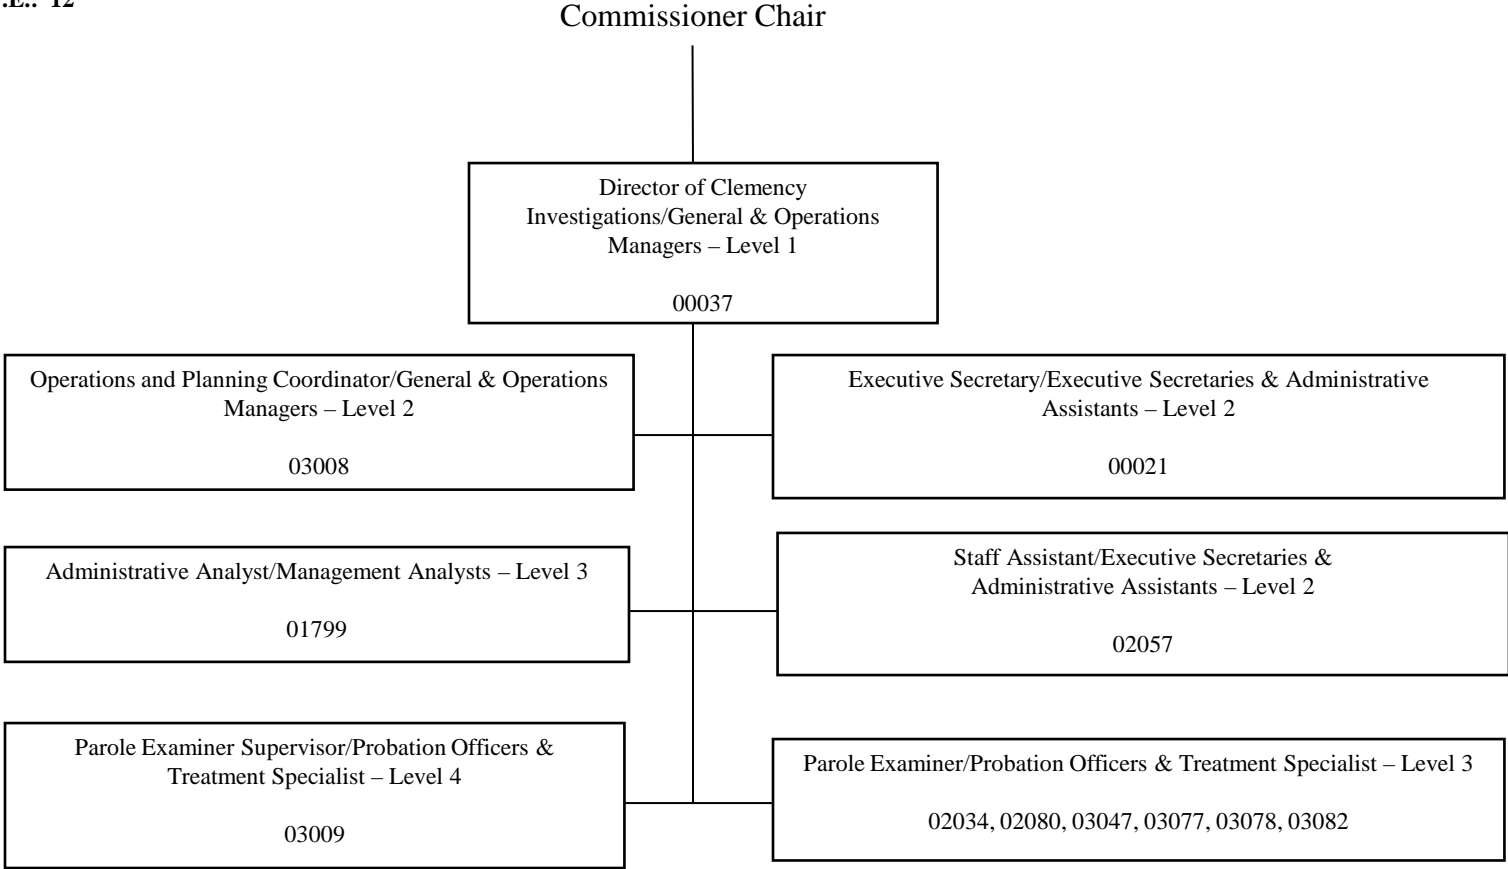 .E.: 12
Commissioner Chair
Director of Clemency
Investigations/General & Operations
Managers – Level 1
00037
Operations and Planning Coordinator/General & Operations
Managers – Level 2
03008
Executive Secretary/Executive Secretaries & Administrative
Assistants – Level 2
00021
Administrative Analyst/Management Analysts – Level 3
01799
Staff Assistant/Executive Secretaries &
Administrative Assistants – Level 2
02057
Parole Examiner Supervisor/Probation Officers &
Treatment Specialist – Level 4
03009
Parole Examiner/Probation Officers & Treatment Specialist – Level 3
02034, 02080, 03047, 03077, 03078, 03082